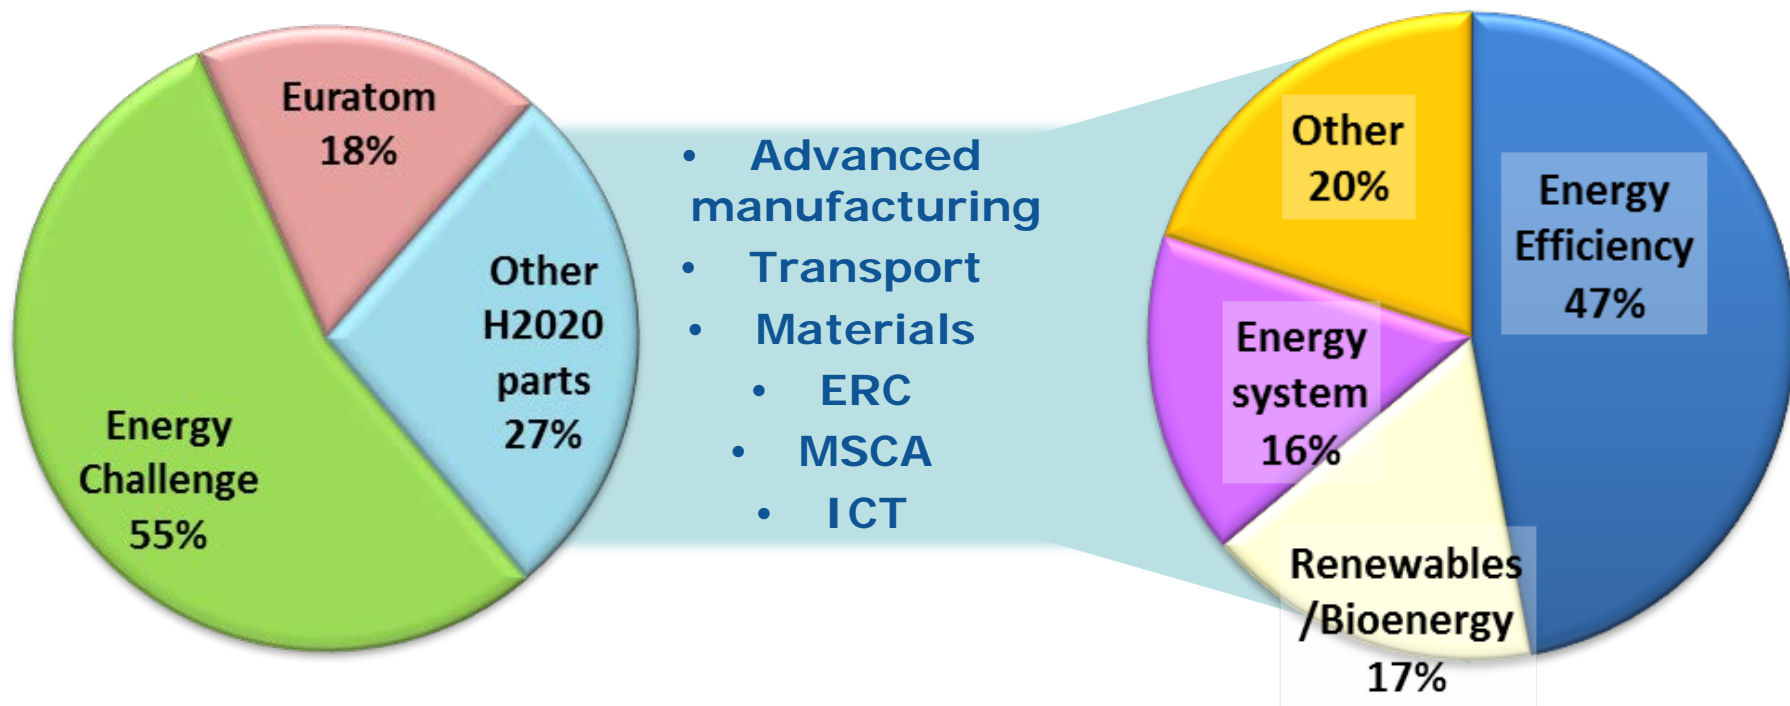 Euratom
18%
Other
H2020
parts
27%
Energy
Challenge
55%
• Advanced
manufacturing
• Transport
• Materials
• ERC
• MSCA
• ICT
Other
20%
Energy
Efficiency
47%
Energy
system
16%
Renewables
/Bioenergy
17%